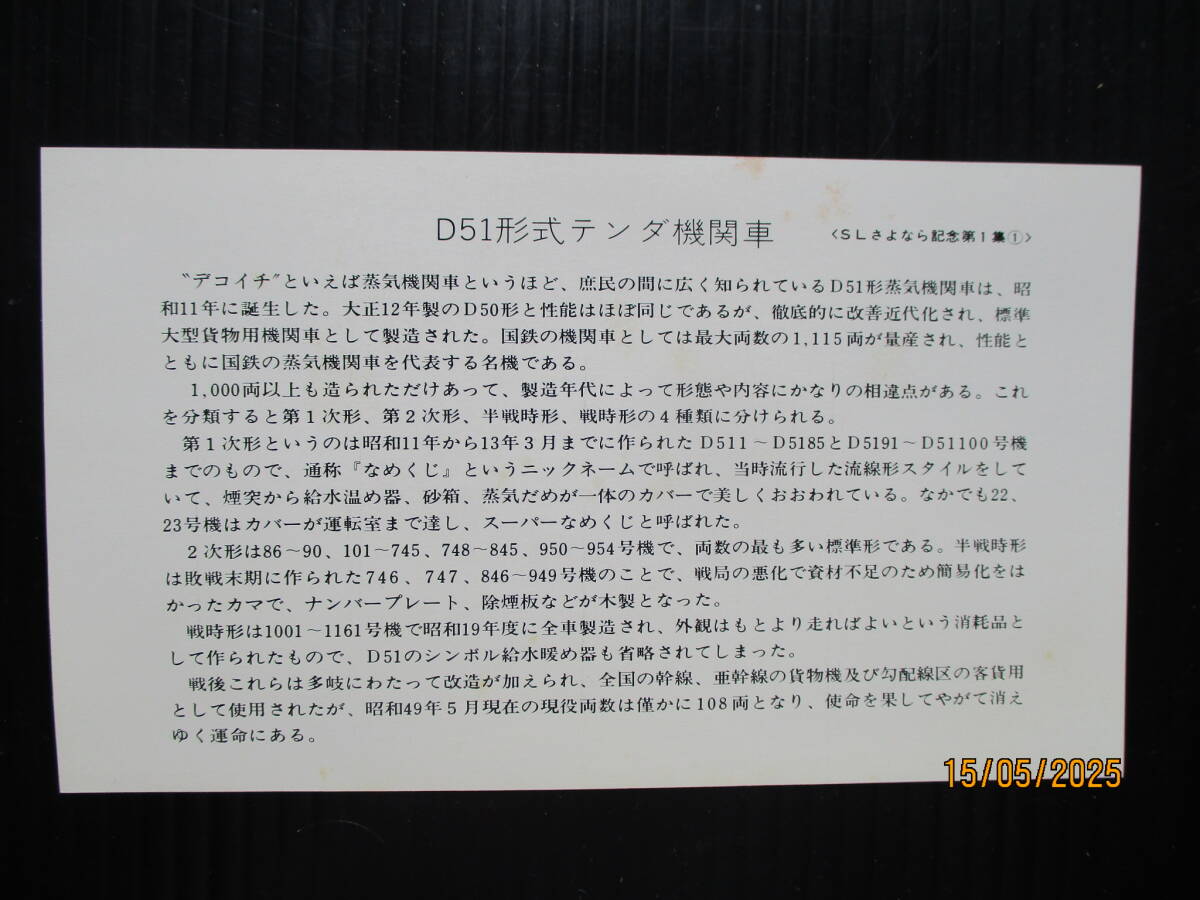 D51形式テンダ機関車 〈SLさよなら記念第1集①〉
〝デコイチ〟といえば蒸気機関車というほど、庶民の間に広く知られているD51形蒸気機関車は、昭
和11年に誕生した。大正12年製のD50形と性能はほぼ同じであるが、徹底的に改善近代化され、標準
大型貨物用機関車として製造された。国鉄の機関車としては最大両数の1,115両が量産され、性能と
ともに国鉄の蒸気機関車を代表する名機である。
1,000両以上も造られただけあって、製造年代によって形態や内容にかなりの相違点がある。これ
を分類すると第1次形、第2次形、半戦時形、戦時形の4種類に分けられる。
第1次形というのは昭和11年から13年3月までに作られたD511～D5185とD5191～D51100号機
までのもので、通称『なめくじ』というニックネームで呼ばれ、当時流行した流線形スタイルをして
いて、煙突から給水温め器、砂箱、蒸気だめが一体のカバーで美しくおおわれている。なかでも22、
23号機はカバーが運転室まで達し、スーパーなめくじと呼ばれた。
2次形は86～90、101～745、748～845、950～954号機で、両数の最も多い標準形である。半戦時形
は敗戦末期に作られた746、747、846～949号機のことで、戦局の悪化で資材不足のため簡易化をは
かったカマで、ナンバープレート、除煙板などが木製となった。
戦時形は1001～1161号機で昭和19年度に全車製造され、外観はもとより走ればよいという消耗品と
して作られたもので、D51のシンボル給水暖め器も省略されてしまった。
戦後これらは多岐にわたって改造が加えられ、全国の幹線、亜幹線の貨物機及び勾配線区の客貨用
として使用されたが、昭和49年5月現在の現役両数は僅かに108両となり、使命を果してやがて消え
ゆく運命にある。
15/05/2025